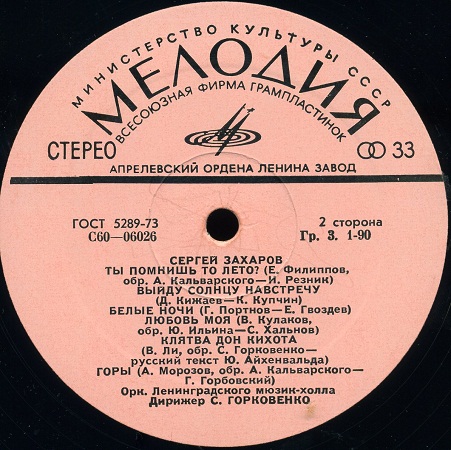 МИНИСТЕРСТВО КУЛЬТУРЫ СССР
МЕЛОДИЯ
ВСЕСОЮЗНАЯ ФИРМА ГРАМПЛАСТИНОК
СТЕРЕО
33
АПРЕЛЕВСКИЙ ОРДЕНА ЛЕНИНА ЗАВОД
ГОСТ 5289-73
2 сторона
С60—06026
Гр. 3. 1-90
СЕРГЕЙ ЗАХАРОВ
ТЫ ПОМНИШЬ ТО ЛЕТО? (Е. Филиппов,
обр. А. Кальварского—И. Резник)
ВЫЙДУ СОЛНЦУ НАВСТРЕЧУ
(Д. Кижаев—К. Купчин)
БЕЛЫЕ НОЧИ (Г. Портнов—Е. Гвоздев)
ЛЮБОВЬ МОЯ (В. Кулаков,
обр. Ю. Ильина—С. Хальнов)
КЛЯТВА ДОН КИХОТА
(В. Ли, обр. С. Горковенко—
русский текст Ю. Айхенвальда)
ГОРЫ (А. Морозов, обр. А. Кальварского—
Г. Горбовский)
Орк. Ленинградского мюзик-холла
Дирижер С. ГОРКОВЕНКО